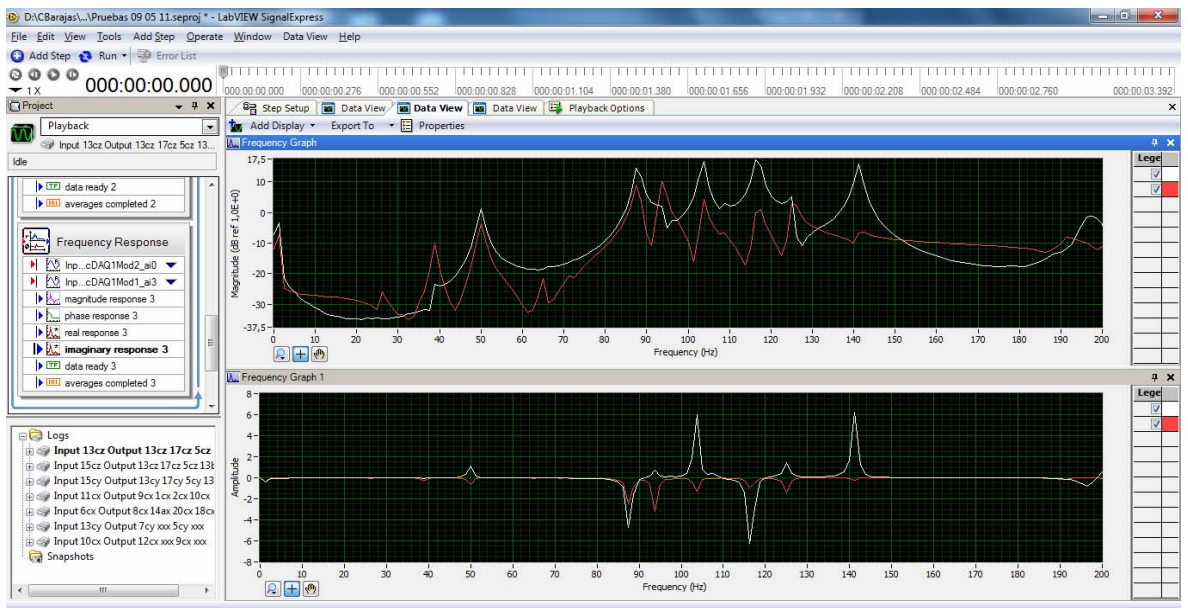 D:\CBarajas\...\Pruebas 09 05 11.seproj * - LabVIEW SignalExpress
File Edit View Tools Add Step Operate Window Data View Help
Add Step Run Error List
1 X 000:00:00.000
000:00:00.000 000:00:00.276 000:00:00.552 000:00:00.828 000:00:01.104 000:00:01.380 000:00:01.656 000:00:01.932 000:00:02.208 000:00:02.484 000:00:02.760 000:00:03.392
Project
Playback
Input 13cz Output 13cz 17cz 5cz 13...
Idle
data ready 2
averages completed 2
Frequency Response
Inp...cDAQ1Mod2_ai0
Inp...cDAQ1Mod1_ai3
magnitude response 3
phase response 3
real response 3
imaginary response 3
data ready 3
averages completed 3
Logs
Input 13cz Output 13cz 17cz 5cz
Input 15cz Output 13cz 17cz 5cz 13b
Input 15cy Output 13cy 17cy 5cy 13
Input 11cx Output 9cx 1cx 2cx 10cx
Input 6cx Output 8cx 14ax 20cx 18cx
Input 13cy Output 7cy xxx 5cy xxx
Input 10cx Output 12cx xxx 9cx xxx
Snapshots
Step Setup Data View Data View Data View Playback Options
Add Display Export To Properties
Frequency Graph
17,5
10
0
-10
-20
-30
-37,5
Magnitude (dB ref 1,0E+0)
0 10 20 30 40 50 60 70 80 90 100 110 120 130 140 150 160 170 180 190 200
Frequency (Hz)
Lege
Frequency Graph 1
8
6
4
2
0
-2
-4
-6
-8
Amplitude
0 10 20 30 40 50 60 70 80 90 100 110 120 130 140 150 160 170 180 190 200
Frequency (Hz)
Lege